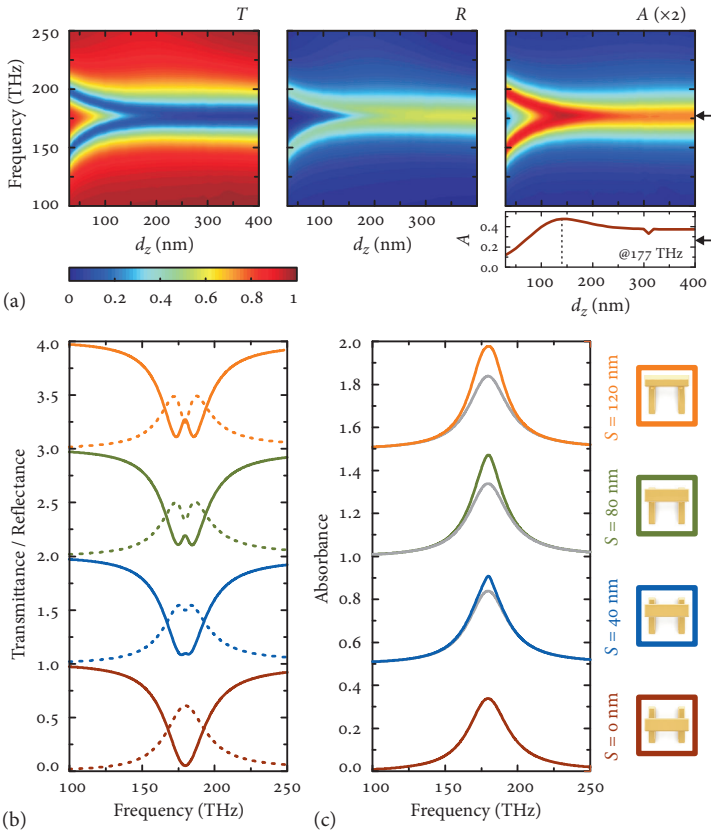 T
R
A (×2)
Frequency (THz)
250
200
150
100
100 200 300 400
100 200 300
100 200 300 400
d_z (nm)
d_z (nm)
A
0.4
0.2
0.0
@177 THz
100 200 300 400
d_z (nm)
0 0.2 0.4 0.6 0.8 1
(a)
Transmittance / Reflectance
4.0
3.5
3.0
2.5
2.0
1.5
1.0
0.5
0.0
100 150 200 250
Frequency (THz)
(b)
Absorbance
2.0
1.8
1.6
1.4
1.2
1.0
0.8
0.6
0.4
0.2
0.0
100 150 200 250
Frequency (THz)
(c)
S = 120 nm
S = 80 nm
S = 40 nm
S = 0 nm